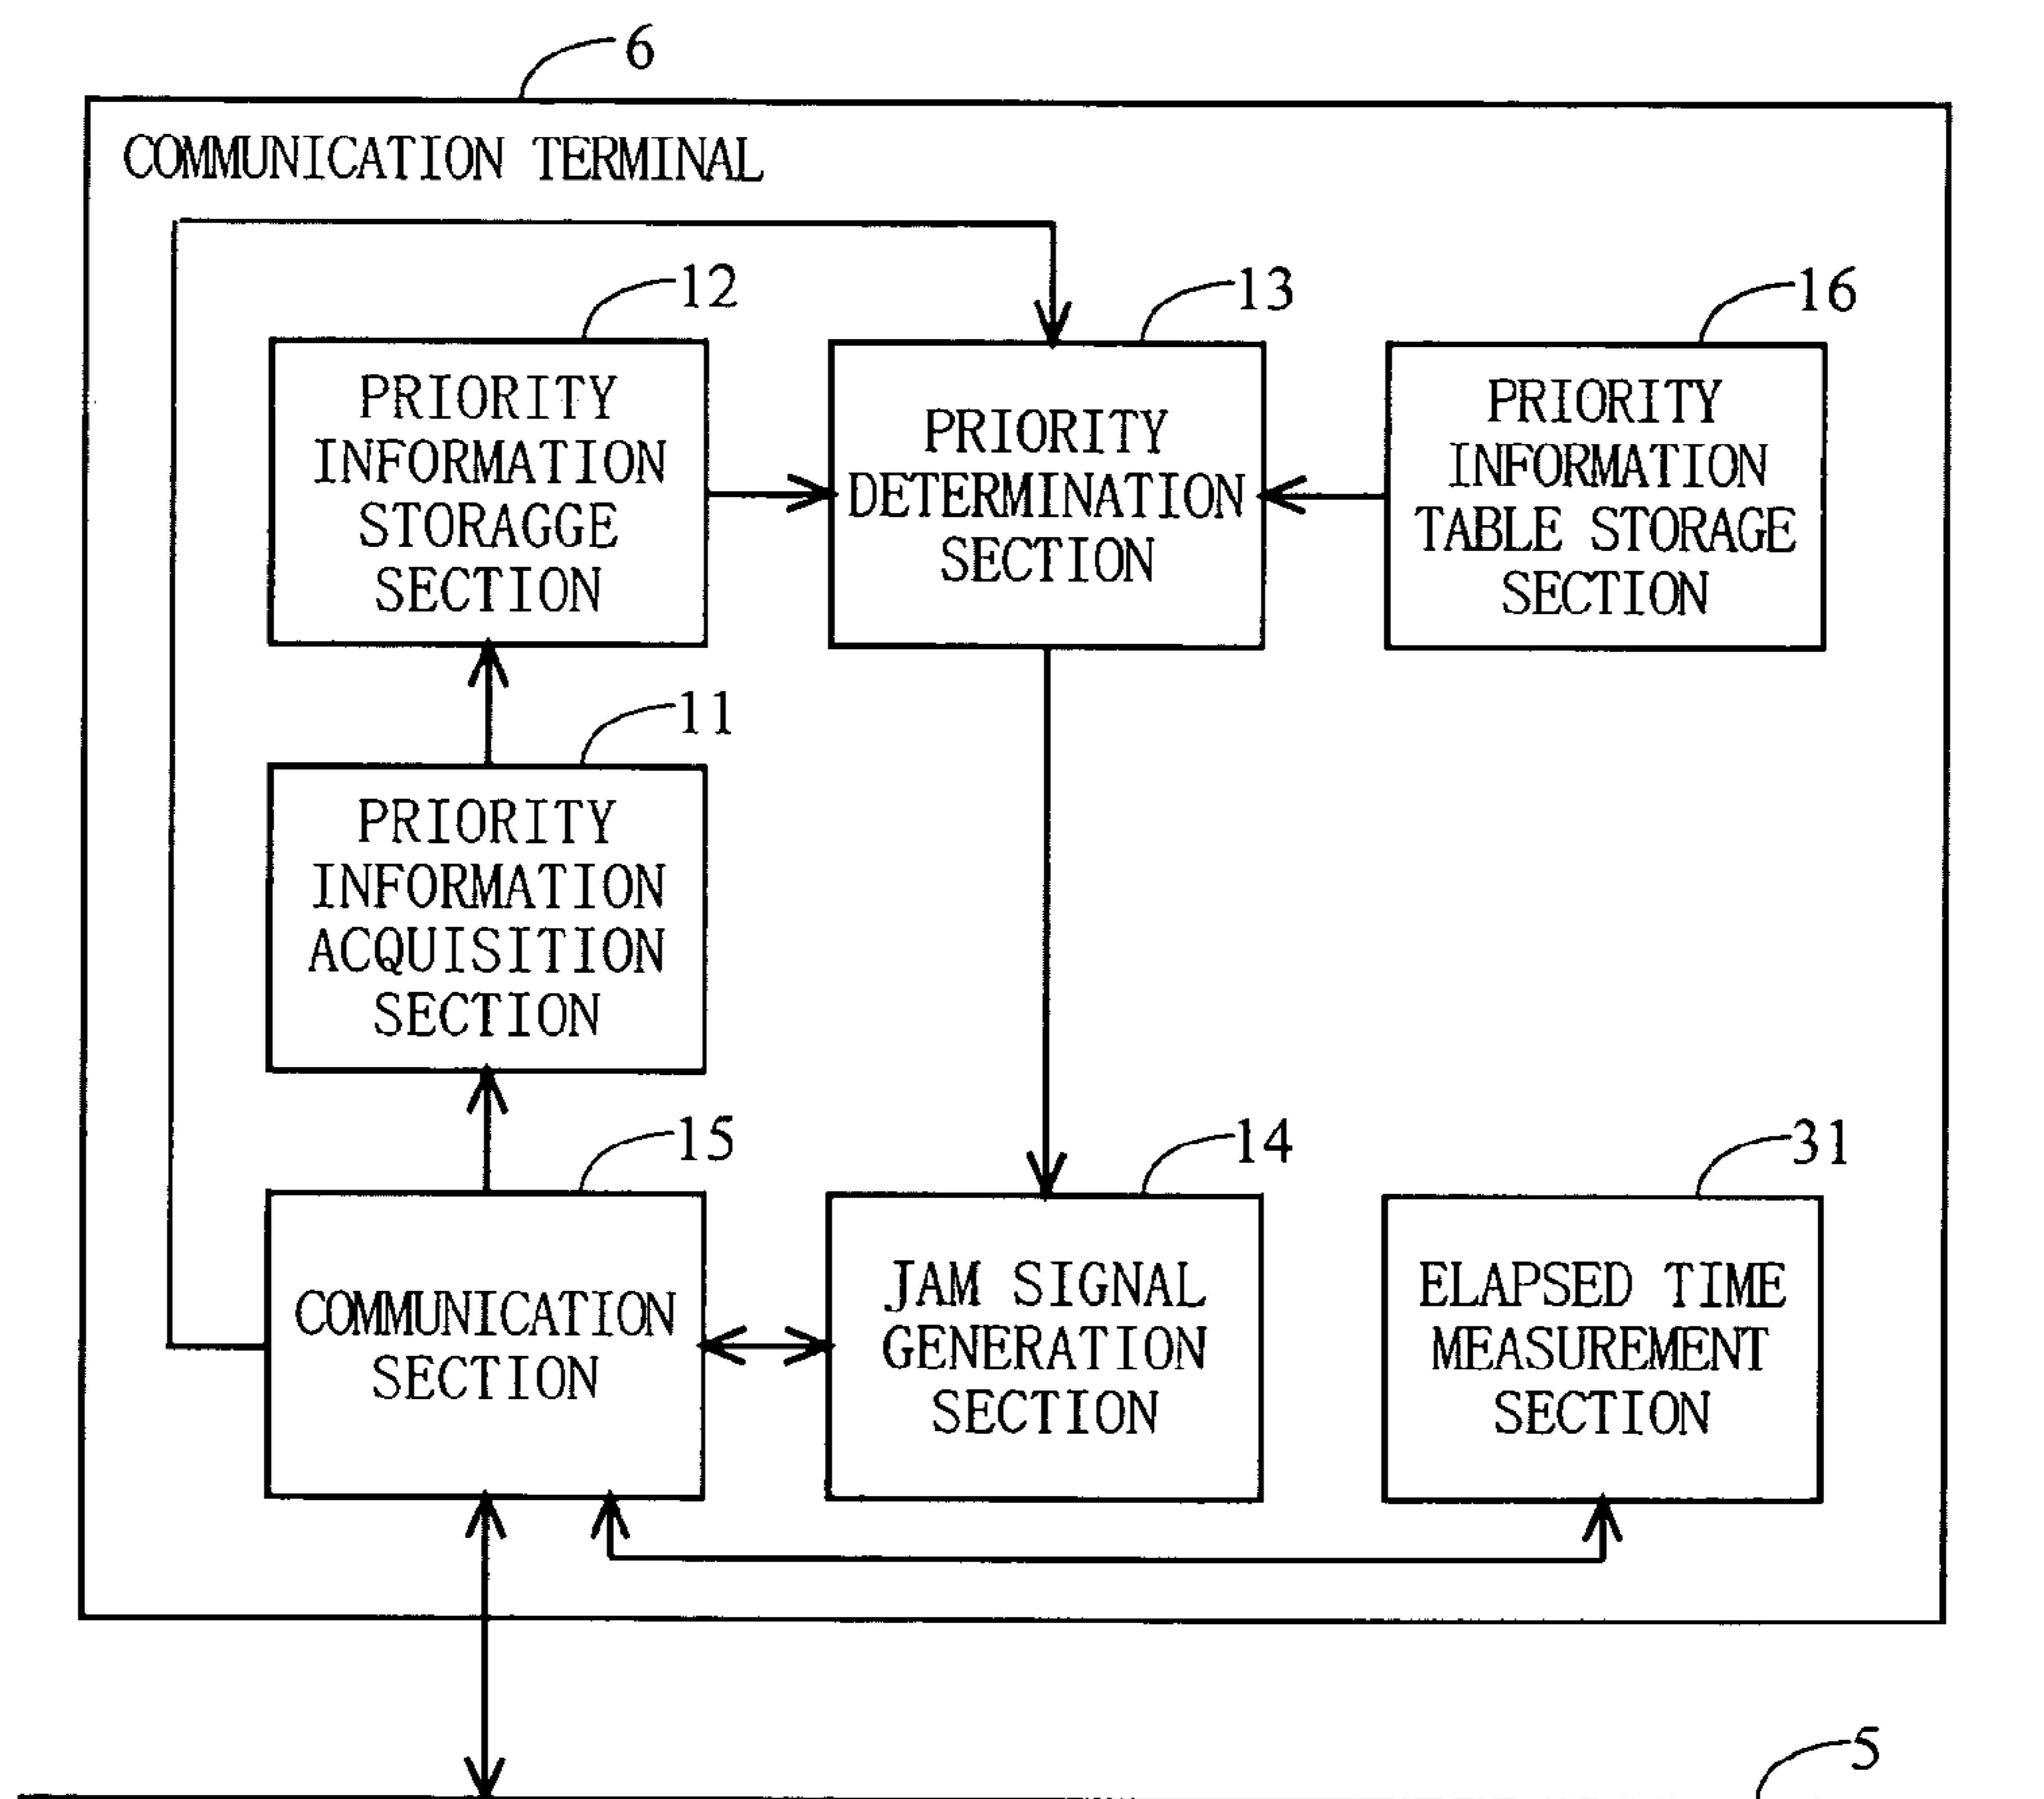 6
COMMUNICATION TERMINAL
12
13
16
PRIORITY
INFORMATION
STORAGGE
SECTION
PRIORITY
DETERMINATION
SECTION
PRIORITY
INFORMATION
TABLE STORAGE
SECTION
11
PRIORITY
INFORMATION
ACQUISITION
SECTION
15
14
31
COMMUNICATION
SECTION
JAM SIGNAL
GENERATION
SECTION
ELAPSED TIME
MEASUREMENT
SECTION
5